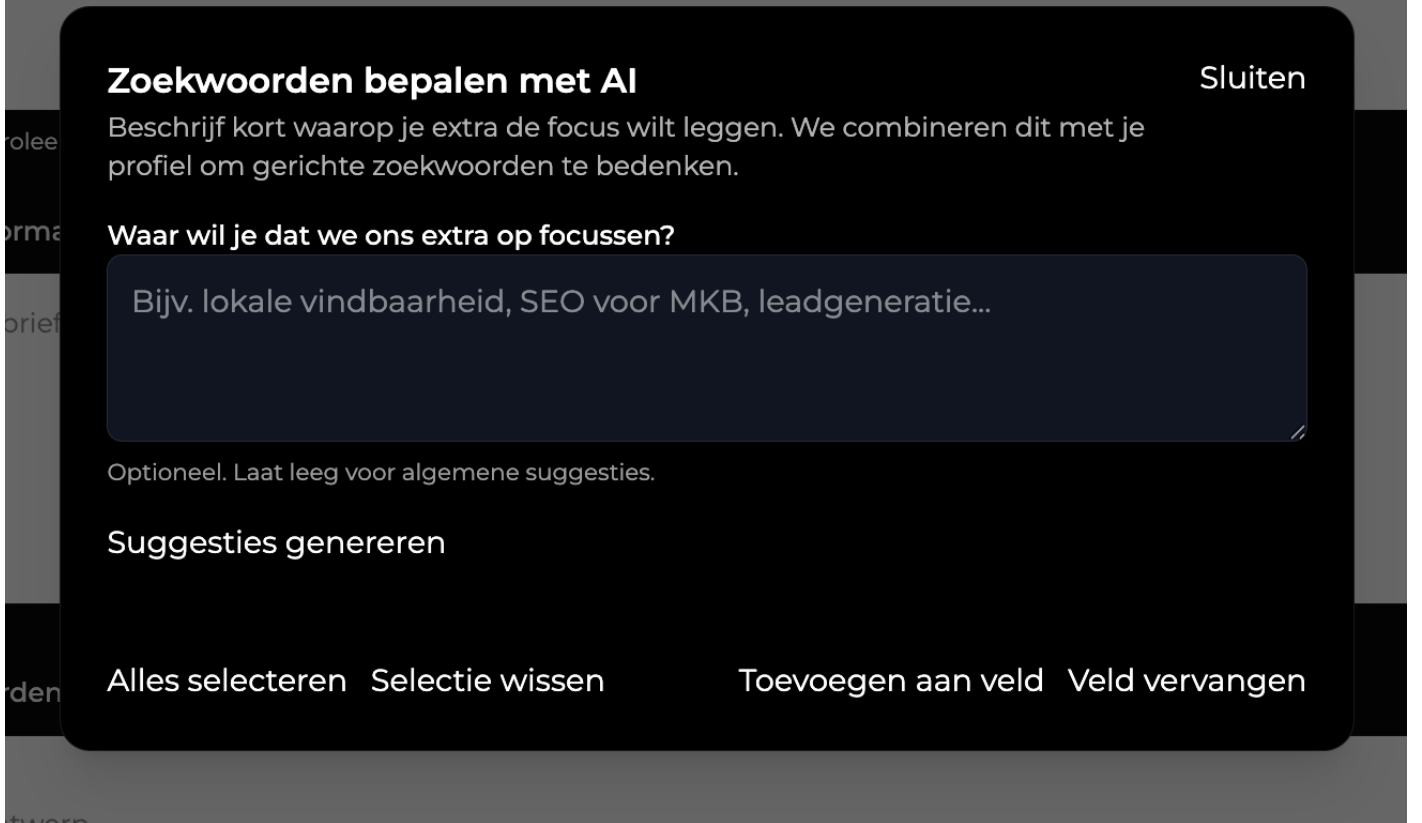 Zoekwoorden bepalen met AI
Sluiten
Beschrijf kort waarop je extra de focus wilt leggen. We combineren dit met je
profiel om gerichte zoekwoorden te bedenken.
Waar wil je dat we ons extra op focussen?
Bijv. lokale vindbaarheid, SEO voor MKB, leadgeneratie...
Optioneel. Laat leeg voor algemene suggesties.
Suggesties genereren
Alles selecteren Selectie wissen Toevoegen aan veld Veld vervangen